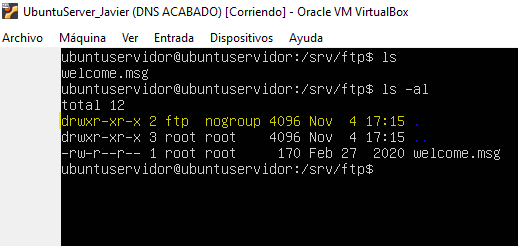 UbuntuServer_Javier (DNS ACABADO) [Corriendo] - Oracle VM VirtualBox
Archivo Máquina Ver Entrada Dispositivos Ayuda
ubuntuservidor@ubuntuservidor:/srv/ftp$ ls
welcome.msg
ubuntuservidor@ubuntuservidor:/srv/ftp$ ls -al
total 12
drwxr-xr-x 2 ftp  nogroup 4096 Nov  4 17:15 .
drwxr-xr-x 3 root root    4096 Nov  4 17:15 ..
-rw-r--r-- 1 root root     170 Feb 27  2020 welcome.msg
ubuntuservidor@ubuntuservidor:/srv/ftp$